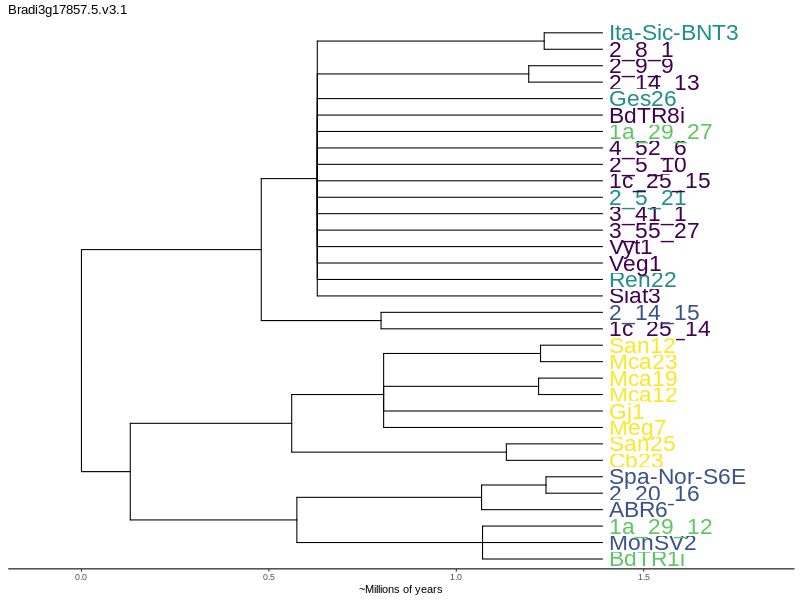 Bradi3g17857.5.v3.1
Ita-Sic-BNT3
2_8_1
2_9_9
2_14_13
Ges26
BdTR8i
1a_29_27
4_52_6
2_5_10
1c_25_15
2_5_21
3_41_1
3_55_27
Vyt1
Veg1
Ren22
Siat3
2_14_15
1c_25_14
San12
Mca23
Mca19
Mca12
Gj1
Meg7
San25
Cb23
Spa-Nor-S6E
2_20_16
ABR6
1a_29_12
MonSV2
BdTR1i
0.0 0.5 1.0 1.5
~Millions of years